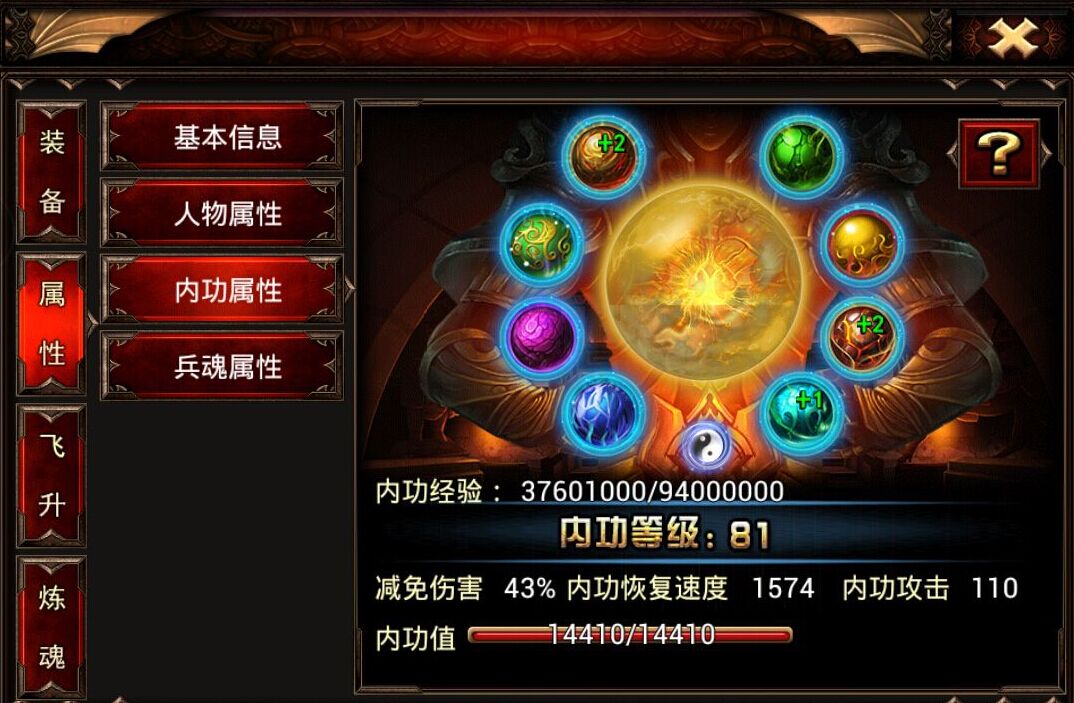 装备
属性
飞升
炼魂
基本信息
人物属性
内功属性
兵魂属性
?
+2
+2
+1
内功经验： 37601000/94000000
内功等级：81
减免伤害 43% 内功恢复速度 1574 内功攻击 110
内功值 14410/14410